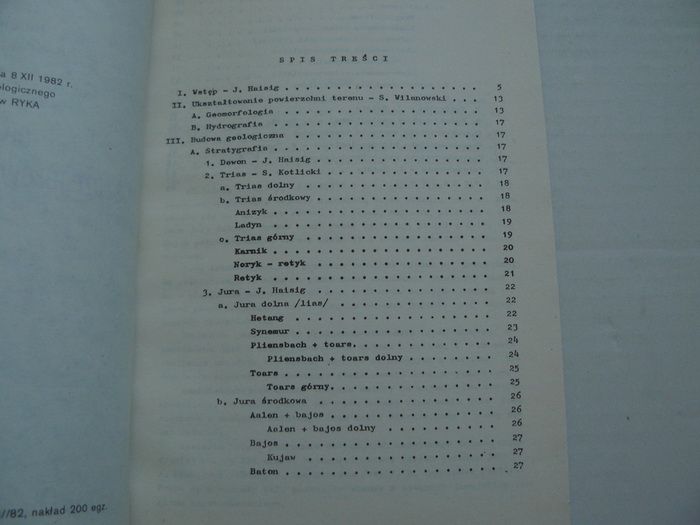 a 8 XII 1982 r.
ologicznego
w RYKA
//82, nakład 200 egz.
SPIS TREŚCI
I. Wstęp - J. Haisig . . . . . . . . . . . . . . . . . . . 5
II. Ukształtowanie powierzchni terenu - S. Wilanowski . . . 13
A. Geomorfologia . . . . . . . . . . . . . . . . . . . 13
B. Hydrografia . . . . . . . . . . . . . . . . . . . . 17
III. Budowa geologiczna . . . . . . . . . . . . . . . . . . 17
A. Stratygrafia . . . . . . . . . . . . . . . . . . . . 17
1. Dewon - J. Haisig . . . . . . . . . . . . . . . . . 17
2. Trias - S. Kotlicki . . . . . . . . . . . . . . . . 17
a. Trias dolny . . . . . . . . . . . . . . . . . . 18
b. Trias środkowy . . . . . . . . . . . . . . . . . 18
Anizyk . . . . . . . . . . . . . . . . . . . . 18
Ladyn . . . . . . . . . . . . . . . . . . . . . 19
c. Trias górny . . . . . . . . . . . . . . . . . . 19
Karnik . . . . . . . . . . . . . . . . . . . . 20
Noryk - retyk . . . . . . . . . . . . . . . . . 20
Retyk . . . . . . . . . . . . . . . . . . . . . 21
3. Jura - J. Haisig . . . . . . . . . . . . . . . . . 22
a. Jura dolna /lias/ . . . . . . . . . . . . . . . 22
Hetang . . . . . . . . . . . . . . . . . . . 22
Synemur . . . . . . . . . . . . . . . . . . . 23
Pliensbach + toars. . . . . . . . . . . . . . 24
Pliensbach + toars dolny . . . . . . . . . 24
Toars . . . . . . . . . . . . . . . . . . . . 25
Toars górny. . . . . . . . . . . . . . . . 25
b. Jura środkowa . . . . . . . . . . . . . . . . . 26
Aalen + bajos . . . . . . . . . . . . . . . . 26
Aalen + bajos dolny . . . . . . . . . . . . 26
Bajos . . . . . . . . . . . . . . . . . . . . 27
Kujaw . . . . . . . . . . . . . . . . . . . 27
Baton . . . . . . . . . . . . . . . . . . . . 27